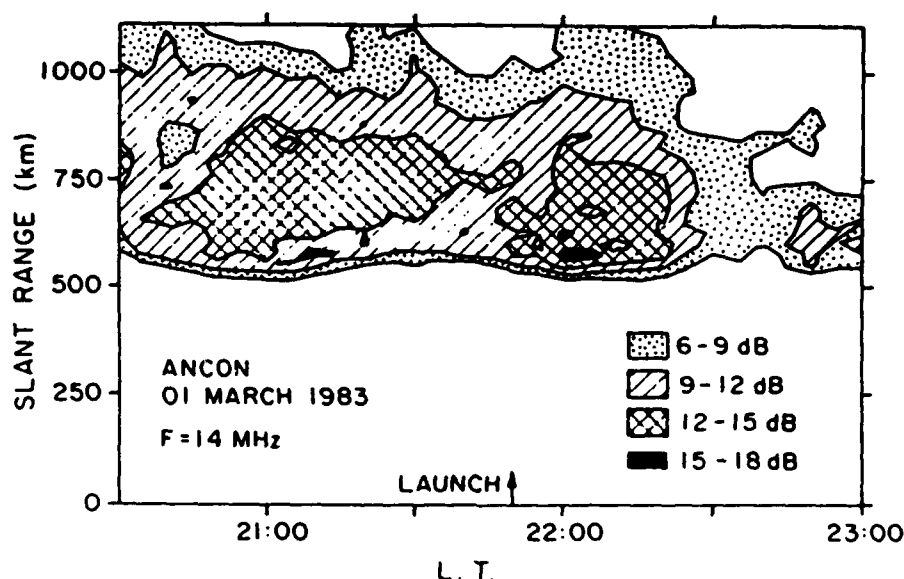 1000
750
500
250
0
SLANT RANGE (km)
ANCON
01 MARCH 1983
F = 14 MHz
6-9 dB
9-12 dB
12-15 dB
15-18 dB
LAUNCH
21:00
22:00
23:00
L. T.